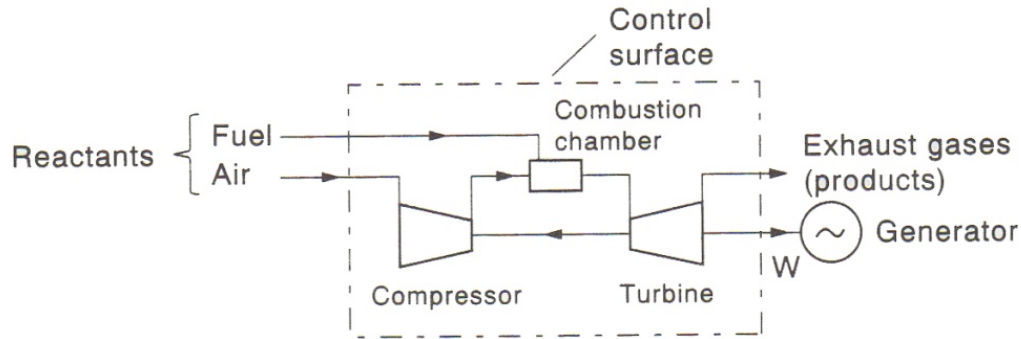 Control
surface
Combustion
chamber
Reactants
Fuel
Air
Exhaust gases
(products)
Generator
W
Compressor
Turbine